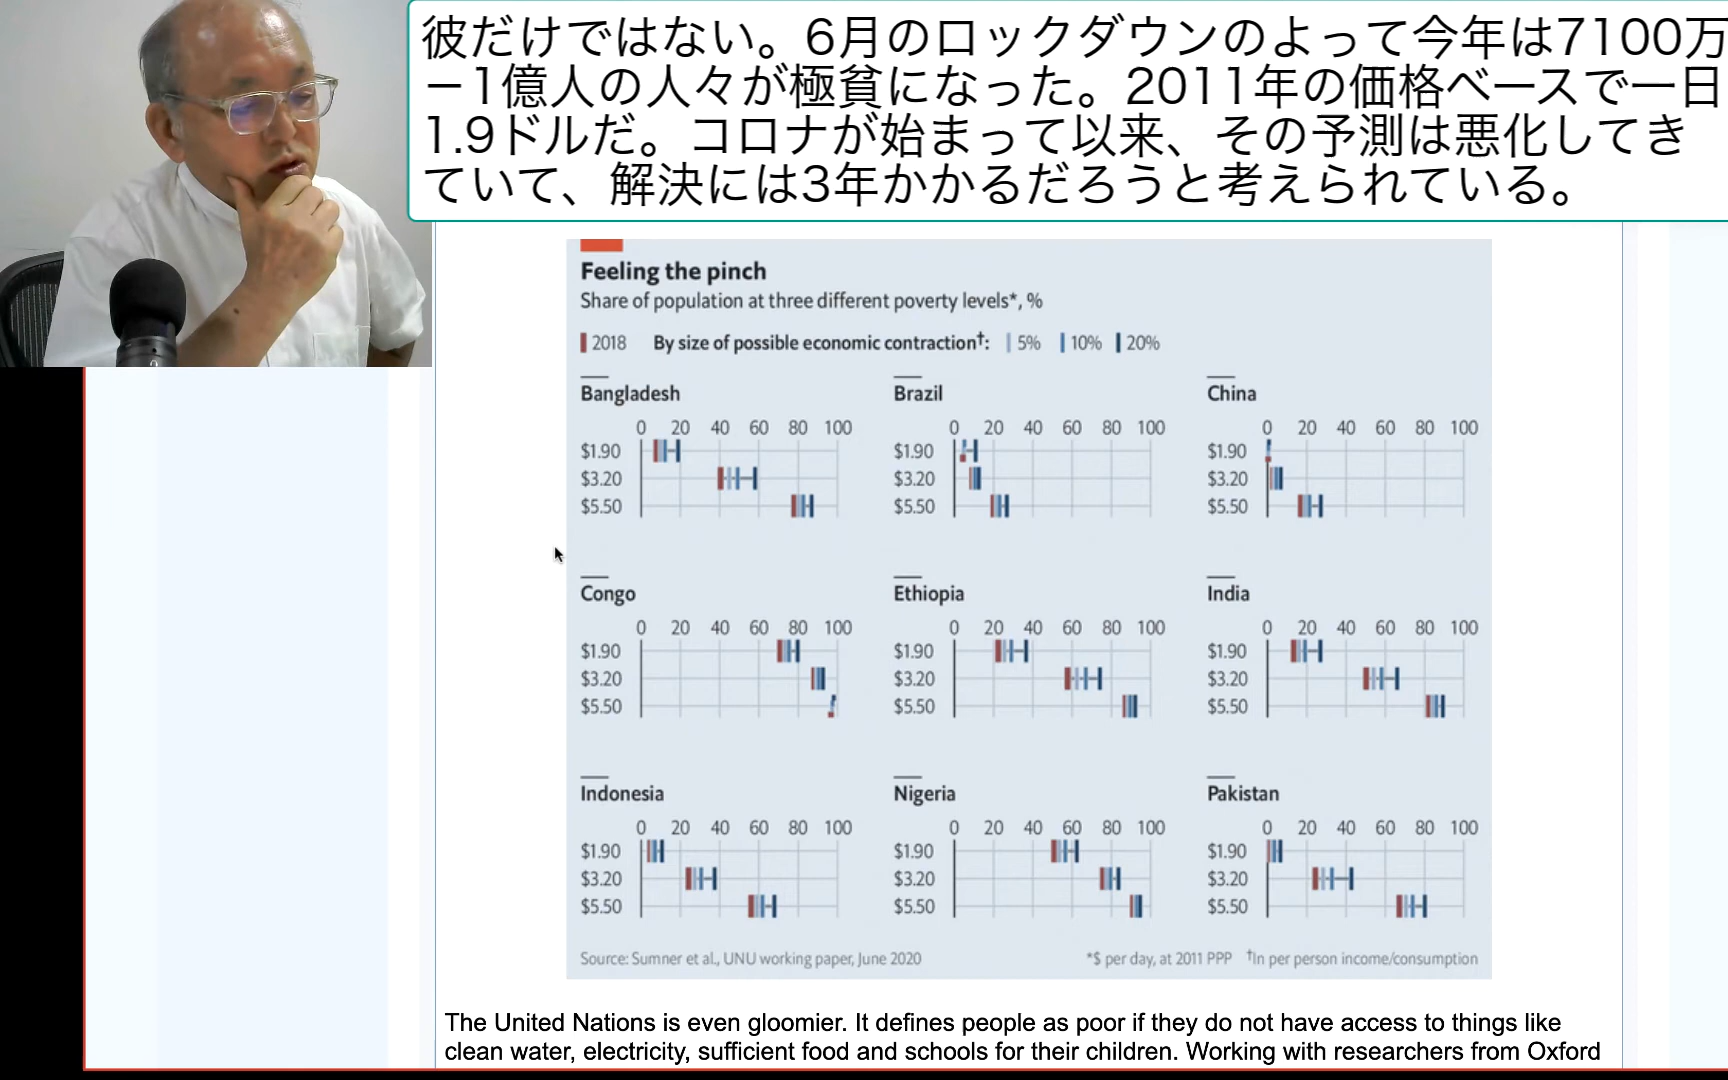 彼だけではない。6月のロックダウンのよって今年は7100万
ー1億人の人々が極貧になった。2011年の価格ベースで一日
1.9ドルだ。コロナが始まって以来、その予測は悪化してき
ていて、解決には3年かかるだろうと考えられている。
Feeling the pinch
Share of population at three different poverty levels*, %
2018 By size of possible economic contraction†: 5% 10% 20%
Bangladesh Brazil China
0 20 40 60 80 100 0 20 40 60 80 100 0 20 40 60 80 100
$1.90 $1.90 $1.90
$3.20 $3.20 $3.20
$5.50 $5.50 $5.50
Congo Ethiopia India
0 20 40 60 80 100 0 20 40 60 80 100 0 20 40 60 80 100
$1.90 $1.90 $1.90
$3.20 $3.20 $3.20
$5.50 $5.50 $5.50
Indonesia Nigeria Pakistan
0 20 40 60 80 100 0 20 40 60 80 100 0 20 40 60 80 100
$1.90 $1.90 $1.90
$3.20 $3.20 $3.20
$5.50 $5.50 $5.50
Source: Sumner et al., UNU working paper, June 2020 *$ per day, at 2011 PPP †In per person income/consumption
The United Nations is even gloomier. It defines people as poor if they do not have access to things like
clean water, electricity, sufficient food and schools for their children. Working with researchers from Oxford